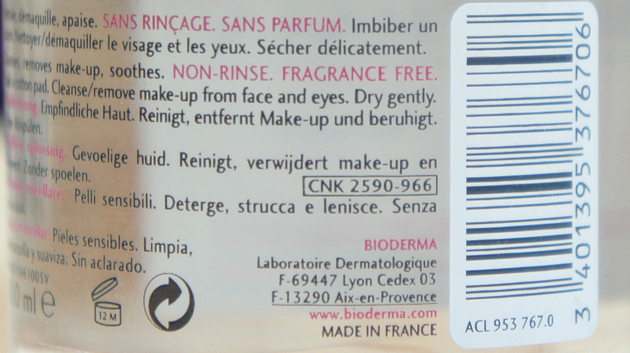 démaquille, apaise. SANS RINÇAGE. SANS PARFUM. Imbiber un
Nettoyer/démaquiller le visage et les yeux. Sécher délicatement.
removes make-up, soothes. NON-RINSE. FRAGRANCE FREE.
pad. Cleanse/remove make-up from face and eyes. Dry gently.
Empfindliche Haut. Reinigt, entfernt Make-up und beruhigt.
Gevoelige huid. Reinigt, verwijdert make-up en
Zonder spoelen.
CNK 2590-966
Pelli sensibili. Deterge, strucca e lenisce. Senza
Pieles sensibles. Limpia,
y suaviza. Sin aclarado.
ml e
12 M
BIODERMA
Laboratoire Dermatologique
F-69447 Lyon Cedex 03
F-13290 Aix-en-Provence
www.bioderma.com
MADE IN FRANCE
3 401395 376706
ACL 953 767.0